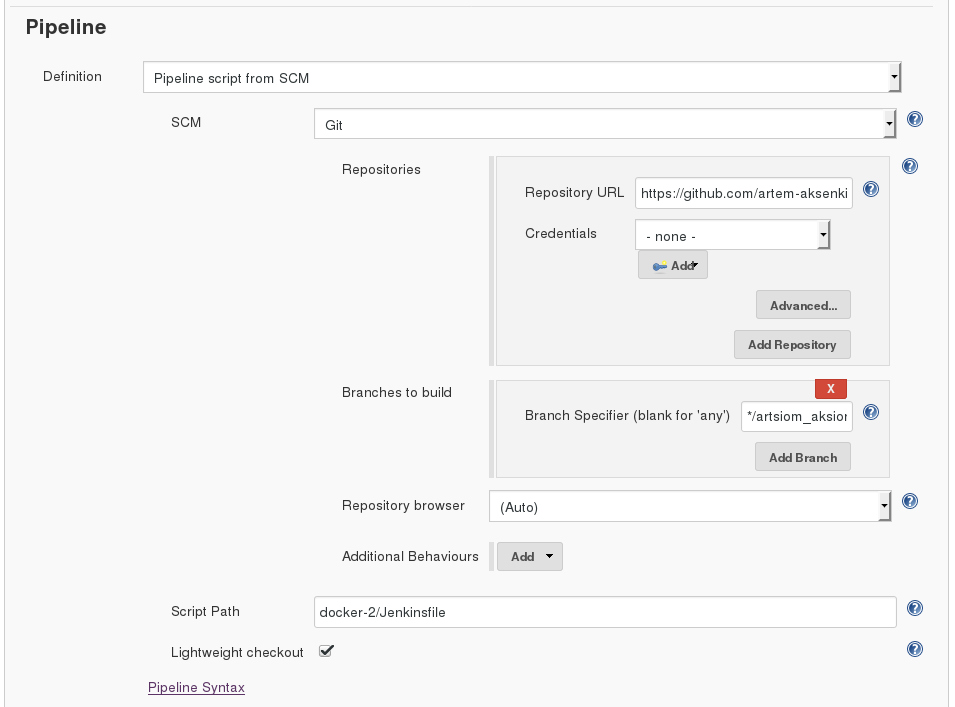 Pipeline
Definition
Pipeline script from SCM
SCM
Git
Repositories
Repository URL
https://github.com/artem-aksenki
Credentials
- none -
Add
Advanced...
Add Repository
Branches to build
X
Branch Specifier (blank for 'any')
*/artsiom_aksior
Add Branch
Repository browser
(Auto)
Additional Behaviours
Add
Script Path
docker-2/Jenkinsfile
Lightweight checkout
Pipeline Syntax